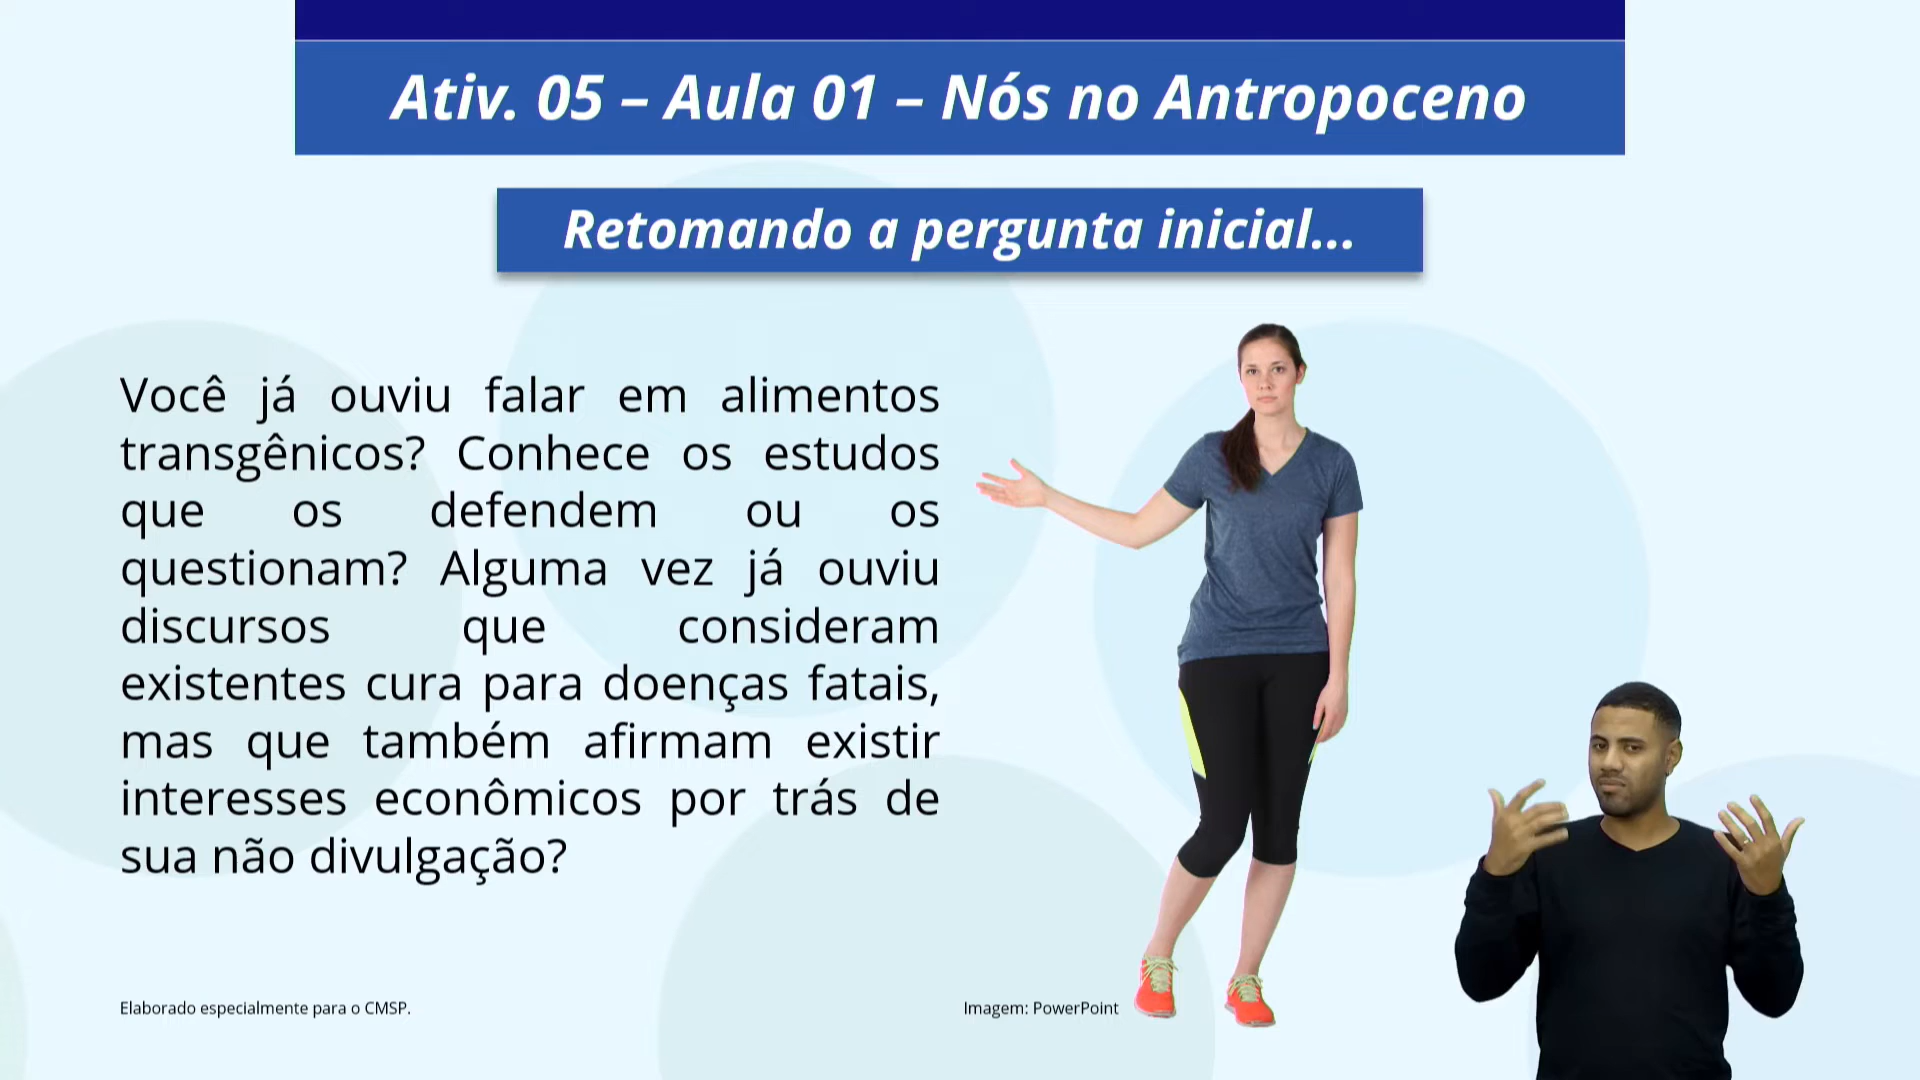 Ativ. 05 – Aula 01 – Nós no Antropoceno
Retomando a pergunta inicial...
Você já ouviu falar em alimentos
transgênicos? Conhece os estudos
que os defendem ou os
questionam? Alguma vez já ouviu
discursos que consideram
existentes cura para doenças fatais,
mas que também afirmam existir
interesses econômicos por trás de
sua não divulgação?
Elaborado especialmente para o CMSP.
Imagem: PowerPoint